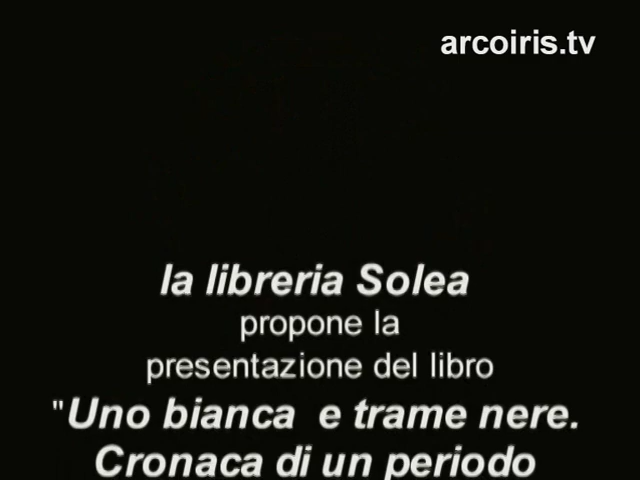 arcoiris.tv
la libreria Solea
propone la
presentazione del libro
"Uno bianca e trame nere.
Cronaca di un periodo